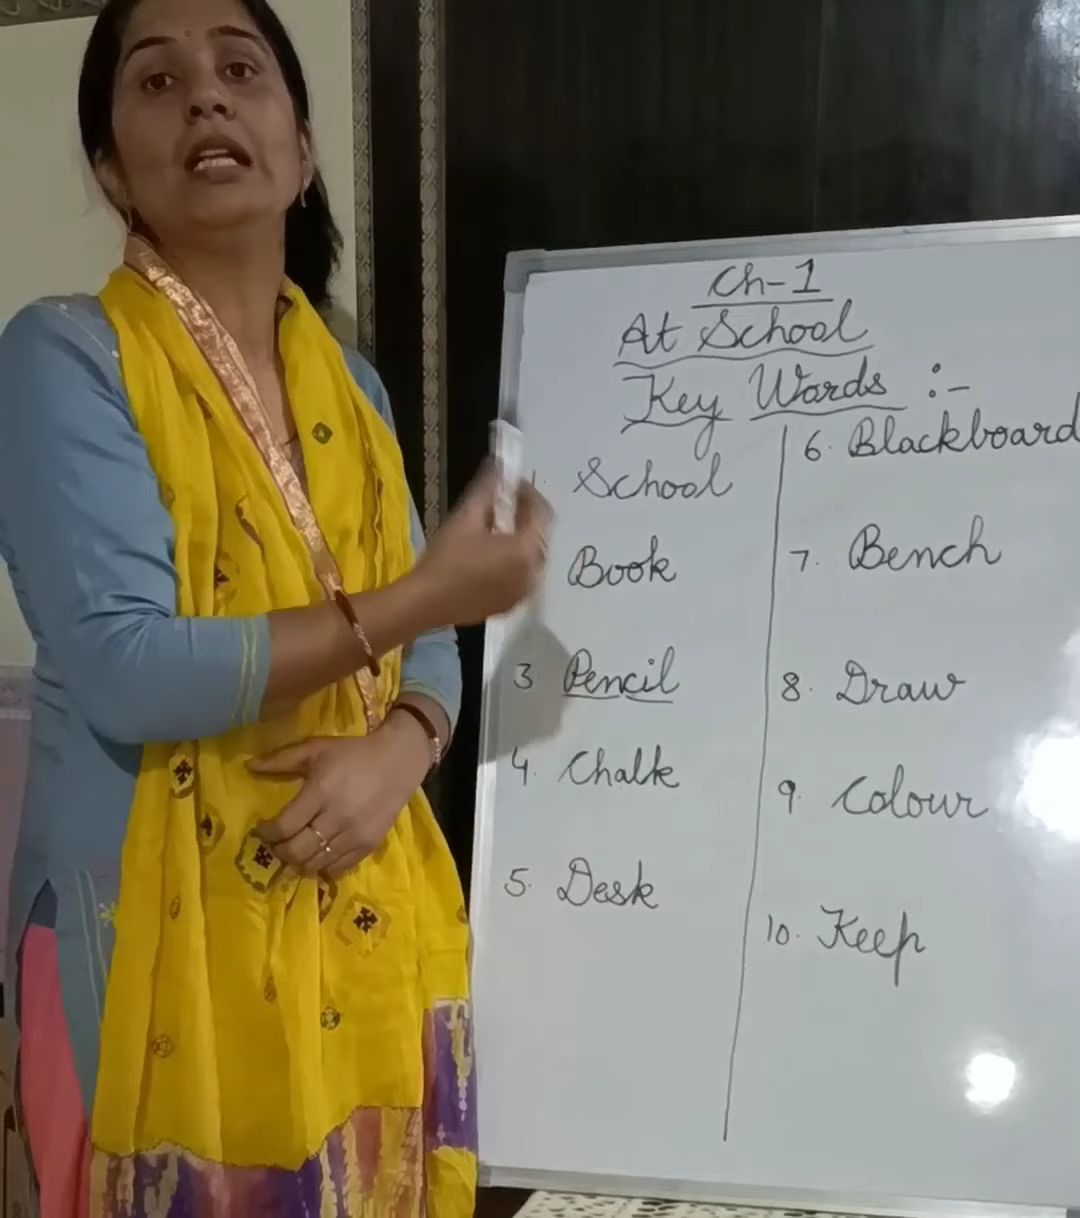 Ch-1
At School
Key Words :-
1. School
Book
3 Pencil
4. Chalk
5. Desk
6. Blackboard
7. Bench
8. Draw
9. Colour
10. Keep